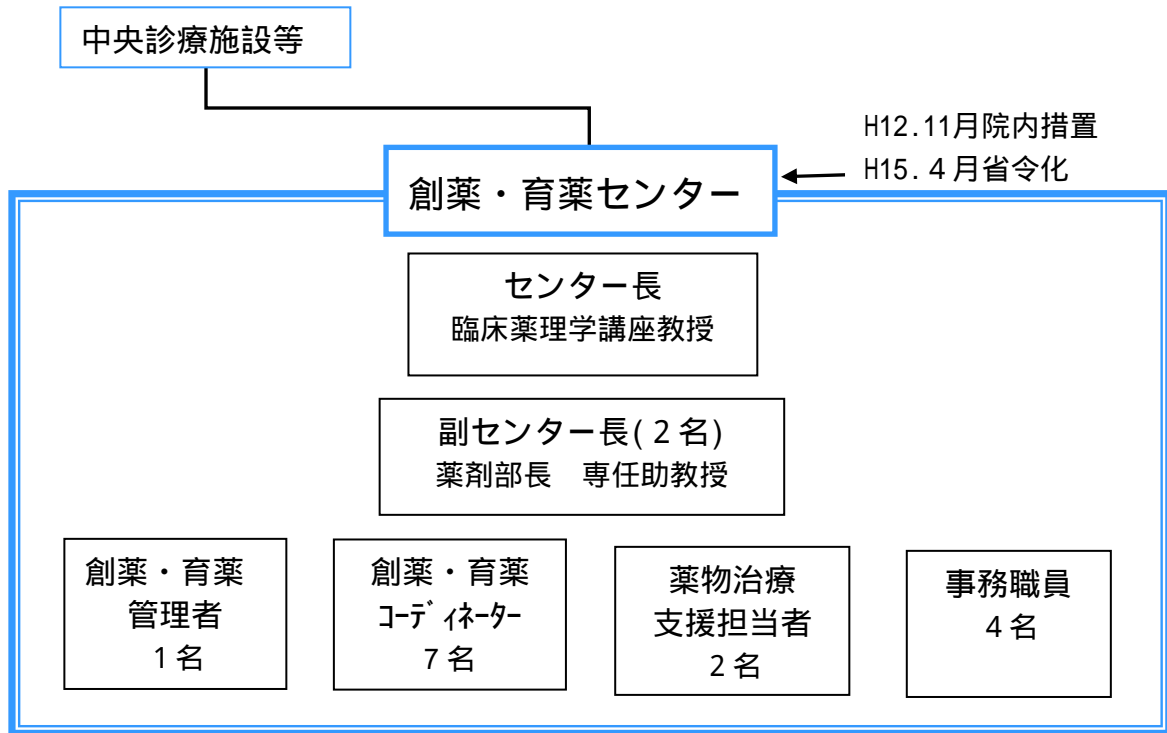 中央診療施設等
H12.11月院内措置
H15.４月省令化
創薬・育薬センター
センター長
臨床薬理学講座教授
副センター長(２名)
薬剤部長　専任助教授
創薬・育薬
管理者
１名
創薬・育薬
ｺｰﾃﾞｨﾈｰﾀｰ
７名
薬物治療
支援担当者
２名
事務職員
４名